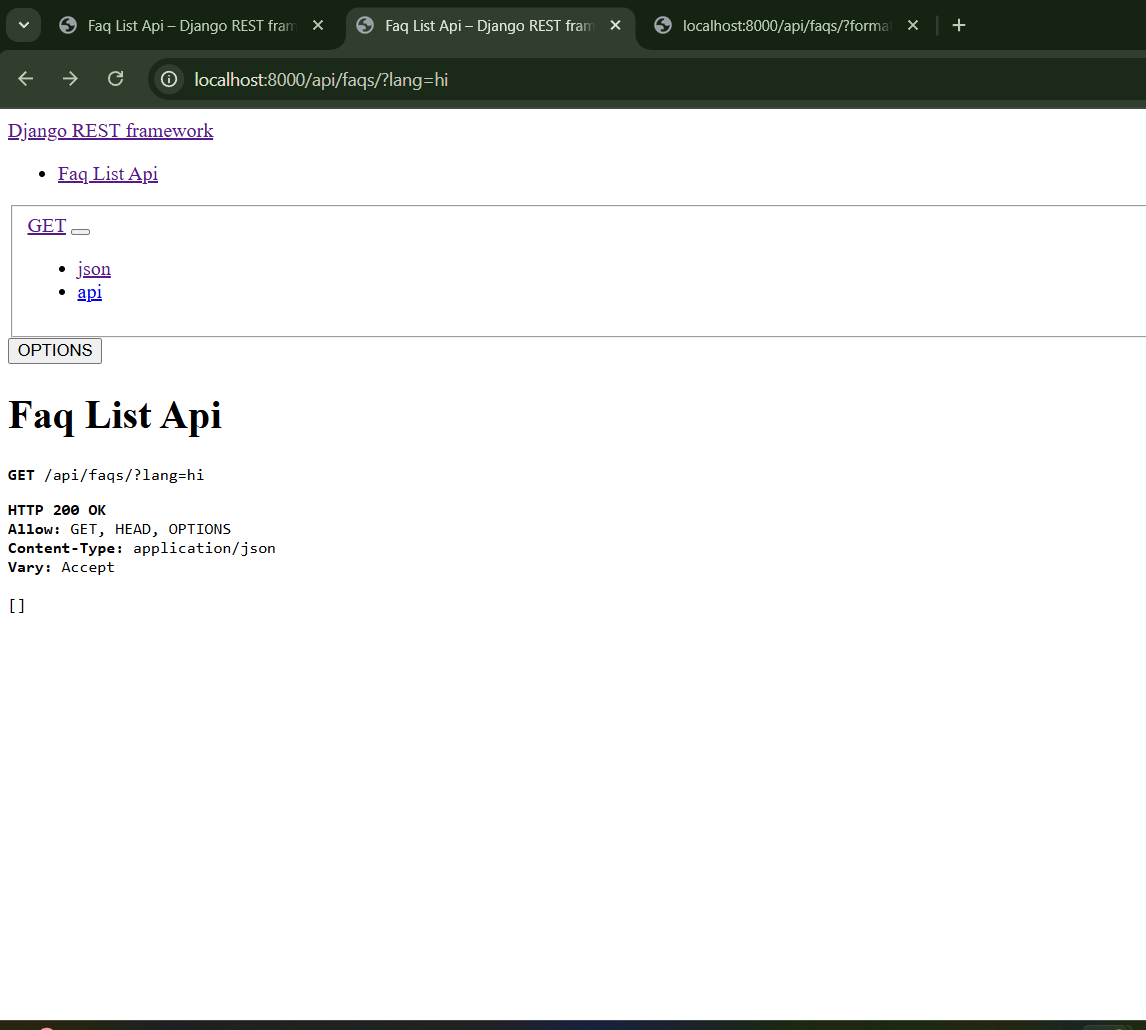 Faq List Api – Django REST fram
Faq List Api – Django REST fram
localhost:8000/api/faqs/?forma
localhost:8000/api/faqs/?lang=hi
Django REST framework
Faq List Api
GET
json
api
OPTIONS
Faq List Api
GET /api/faqs/?lang=hi
HTTP 200 OK
Allow: GET, HEAD, OPTIONS
Content-Type: application/json
Vary: Accept
[]